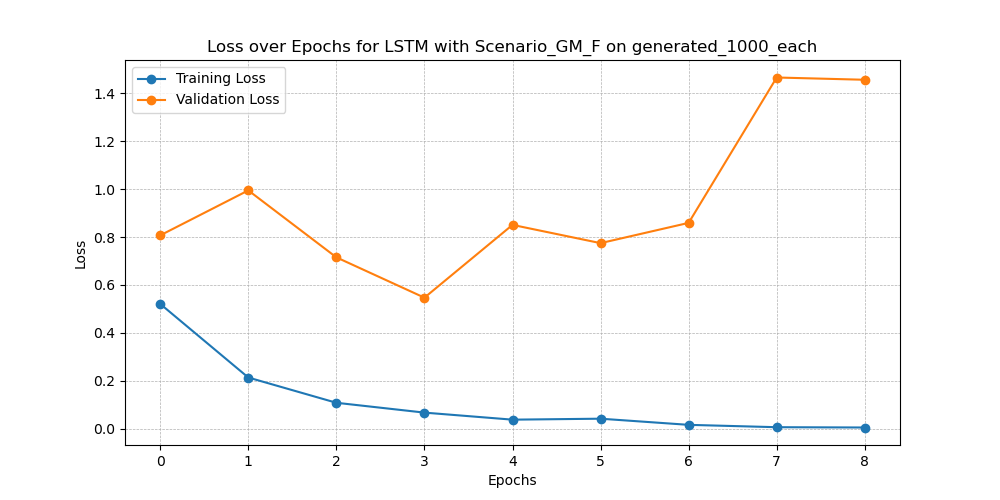 Loss over Epochs for LSTM with Scenario_GM_F on generated_1000_each
Training Loss
Validation Loss
1.4
1.2
1.0
0.8
0.6
0.4
0.2
0.0
Loss
0 1 2 3 4 5 6 7 8
Epochs